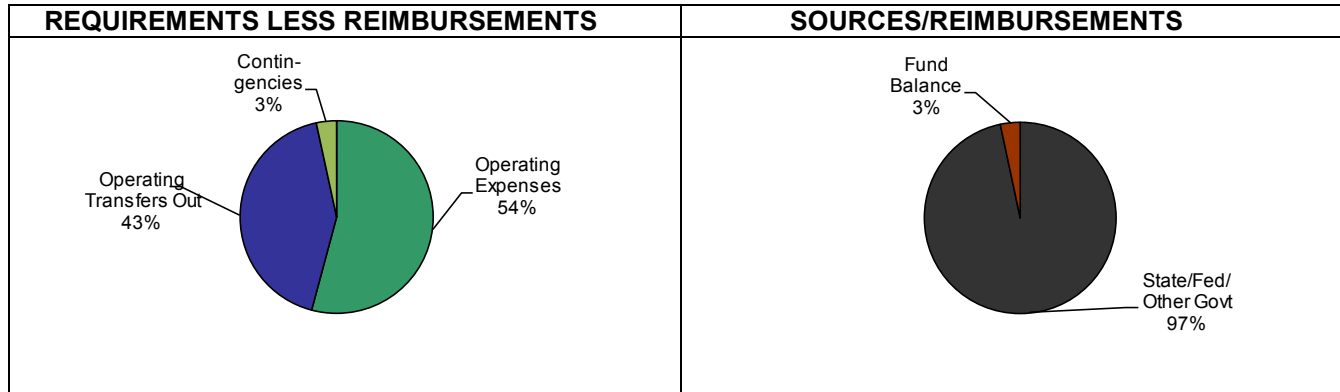 REQUIREMENTS LESS REIMBURSEMENTS
Contin-
gencies
3%
Operating
Expenses
54%
Operating
Transfers Out
43%
SOURCES/REIMBURSEMENTS
Fund
Balance
3%
State/Fed/
Other Govt
97%